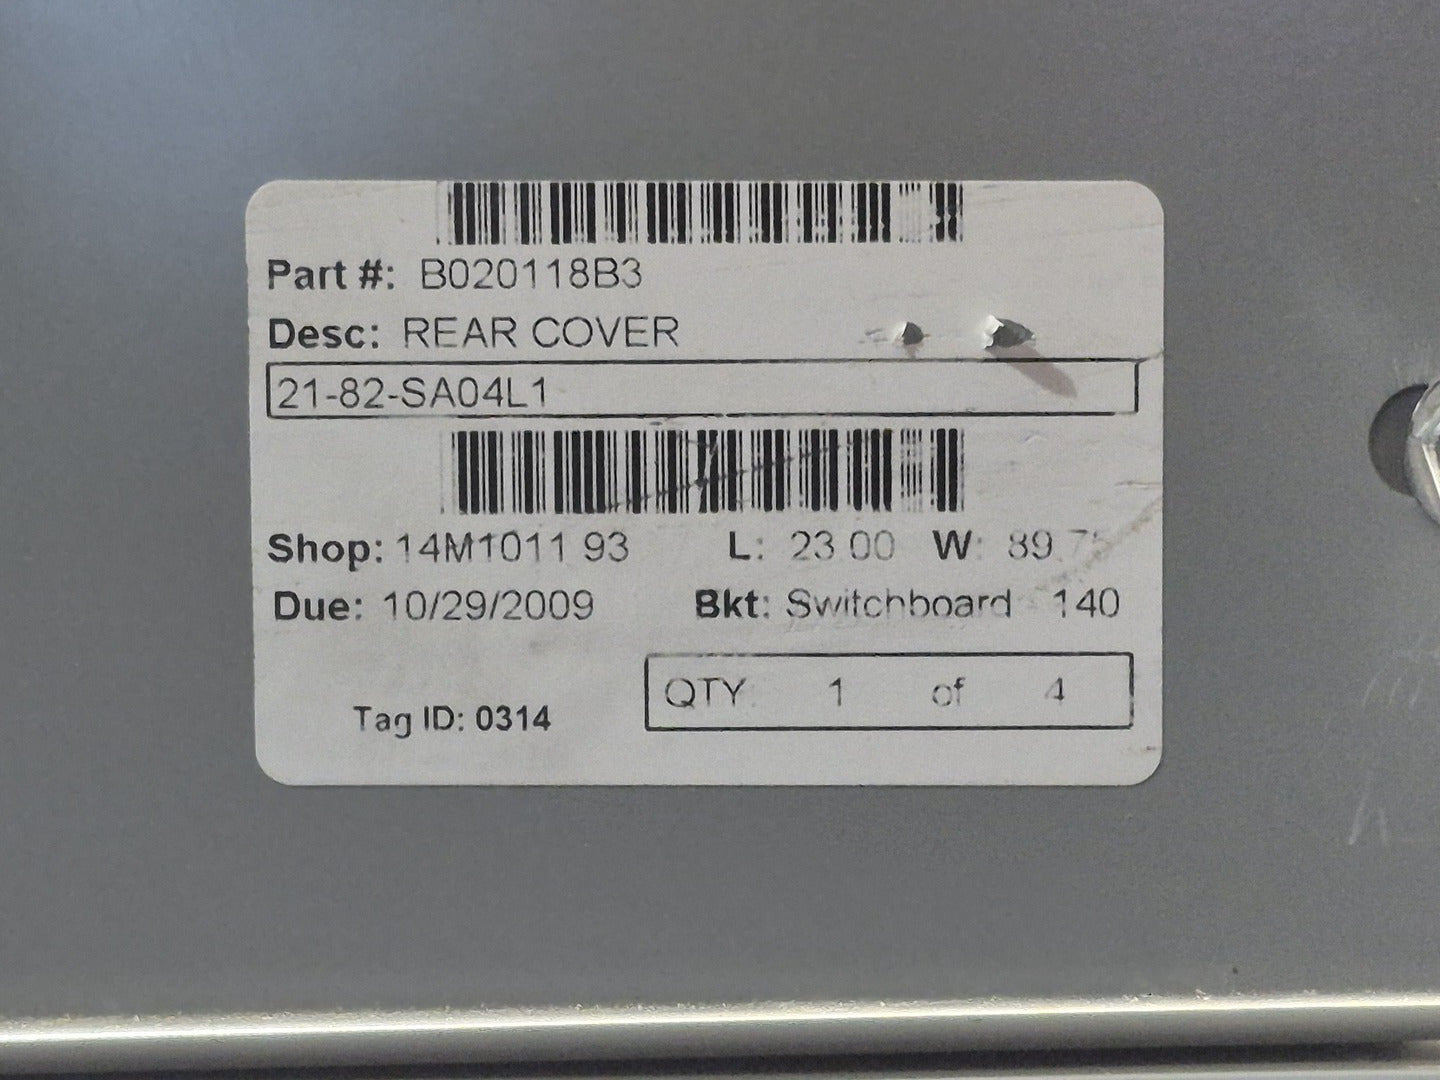 Part #: B020118B3
Desc: REAR COVER
21-82-SA04L1
Shop: 14M1011 93 L: 23.00 W: 89.75
Due: 10/29/2009 Bkt: Switchboard 140
QTY: 1 of 4
Tag ID: 0314